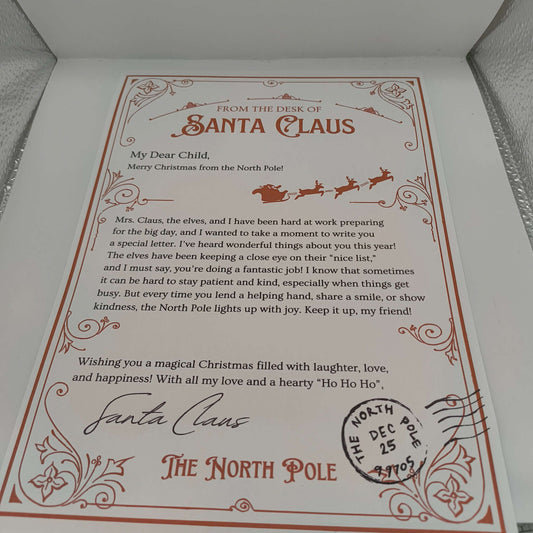 FROM THE DESK OF
SANTA CLAUS
My Dear Child,
Merry Christmas from the North Pole!
Mrs. Claus, the elves, and I have been hard at work preparing
for the big day, and I wanted to take a moment to write you
a special letter. I've heard wonderful things about you this year!
The elves have been keeping a close eye on their "nice list,"
and I must say, you're doing a fantastic job! I know that sometimes
it can be hard to stay patient and kind, especially when things get
busy. But every time you lend a helping hand, share a smile, or show
kindness, the North Pole lights up with joy. Keep it up, my friend!
Wishing you a magical Christmas filled with laughter, love,
and happiness! With all my love and a hearty "Ho Ho Ho",
Santa Claus
THE NORTH POLE
THE NORTH POLE
DEC
25
99705